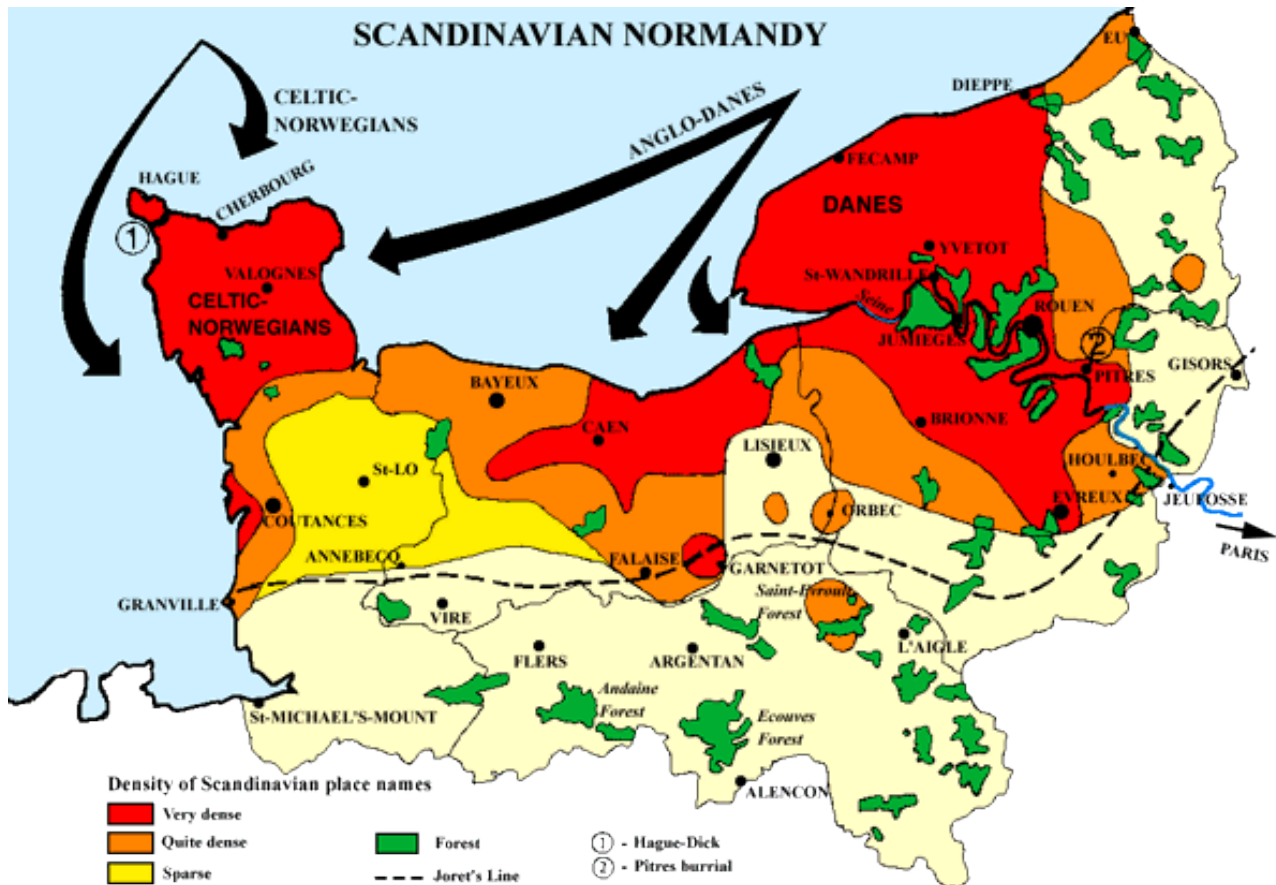 SCANDINAVIAN NORMANDY
CELTIC-
NORWEGIANS
ANGLO-DANES
EU
DIEPPE
HAGUE
CHERBOURG
FECAMP
DANES
VALOGNES
CELTIC-
NORWEGIANS
YVETOT
St-WANDRILLE
Seine
ROUEN
JUMIEGES
PITRES
GISORS
BAYEUX
CAEN
BRIONNE
LISIEUX
St-LO
HOULBEC
JEUFOSSE
EVREUX
COUTANCES
ORBEC
PARIS
ANNEBECQ
FALAISE
GARNETOT
Saint-Evroult
Forest
GRANVILLE
VIRE
FLERS
ARGENTAN
L'AIGLE
Andaine
Forest
Ecouves
Forest
St-MICHAEL'S-MOUNT
ALENCON
1
2
Density of Scandinavian place names
Very dense
Quite dense
Sparse
Forest
Joret's Line
1 - Hague-Dick
2 - Pitres burrial